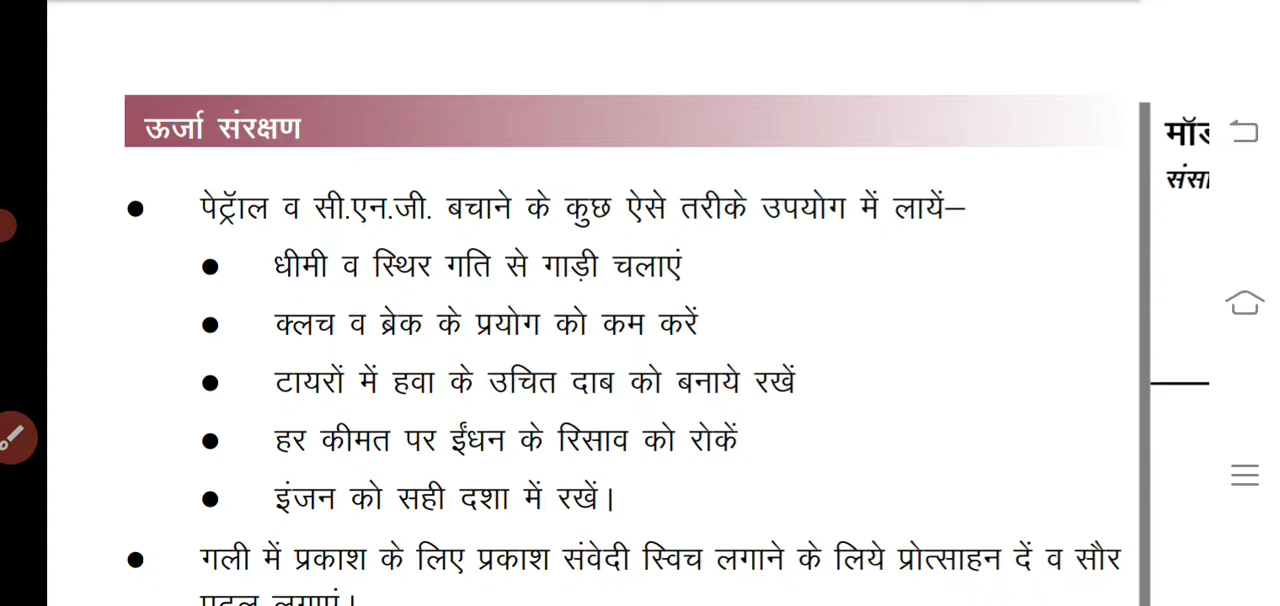 ऊर्जा संरक्षण
पेट्रॉल व सी.एन.जी. बचाने के कुछ ऐसे तरीके उपयोग में लायें–
धीमी व स्थिर गति से गाड़ी चलाएं
क्लच व ब्रेक के प्रयोग को कम करें
टायरों में हवा के उचित दाब को बनाये रखें
हर कीमत पर ईंधन के रिसाव को रोकें
इंजन को सही दशा में रखें।
गली में प्रकाश के लिए प्रकाश संवेदी स्विच लगाने के लिये प्रोत्साहन दें व सौर
लगाएं।